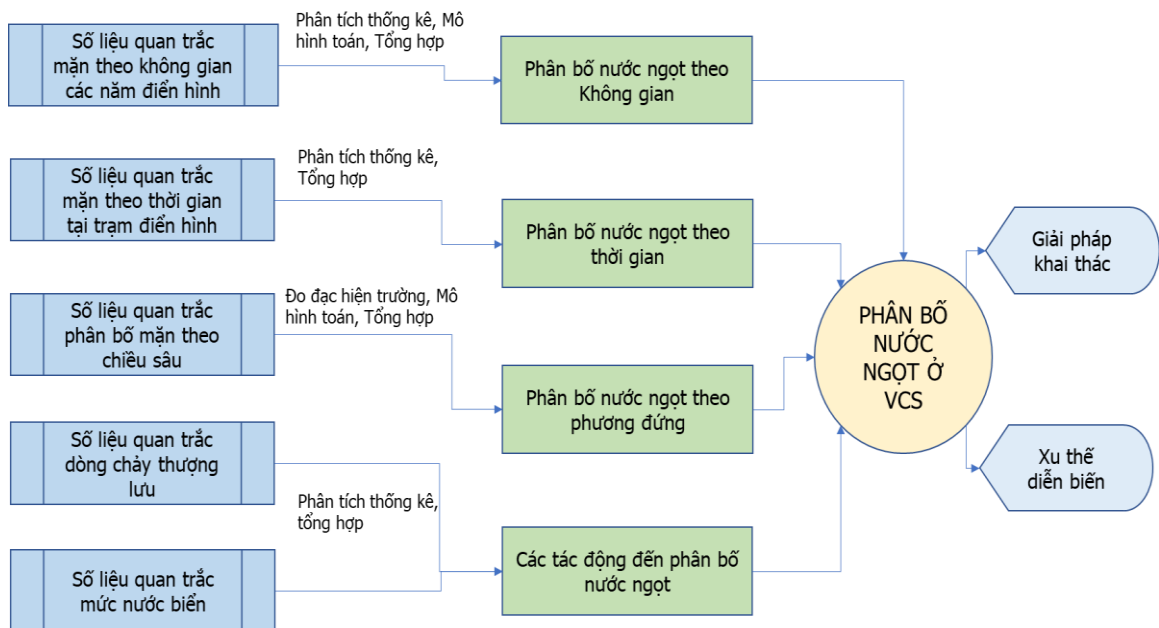 Số liệu quan trắc
mặn theo không gian
các năm điển hình
Phân tích thống kê, Mô
hình toán, Tổng hợp
Phân bố nước ngọt theo
Không gian
Số liệu quan trắc
mặn theo thời gian
tại trạm điển hình
Phân tích thống kê,
Tổng hợp
Phân bố nước ngọt theo
thời gian
Số liệu quan trắc
phân bố mặn theo
chiều sâu
Đo đạc hiện trường, Mô
hình toán, Tổng hợp
Phân bố nước ngọt theo
phương đứng
Số liệu quan trắc
dòng chảy thượng
lưu
Phân tích thống kê,
tổng hợp
Số liệu quan trắc
mức nước biển
Các tác động đến phân bố
nước ngọt
PHÂN BỐ
NƯỚC
NGỌT Ở
VCS
Giải pháp
khai thác
Xu thế
diễn biến